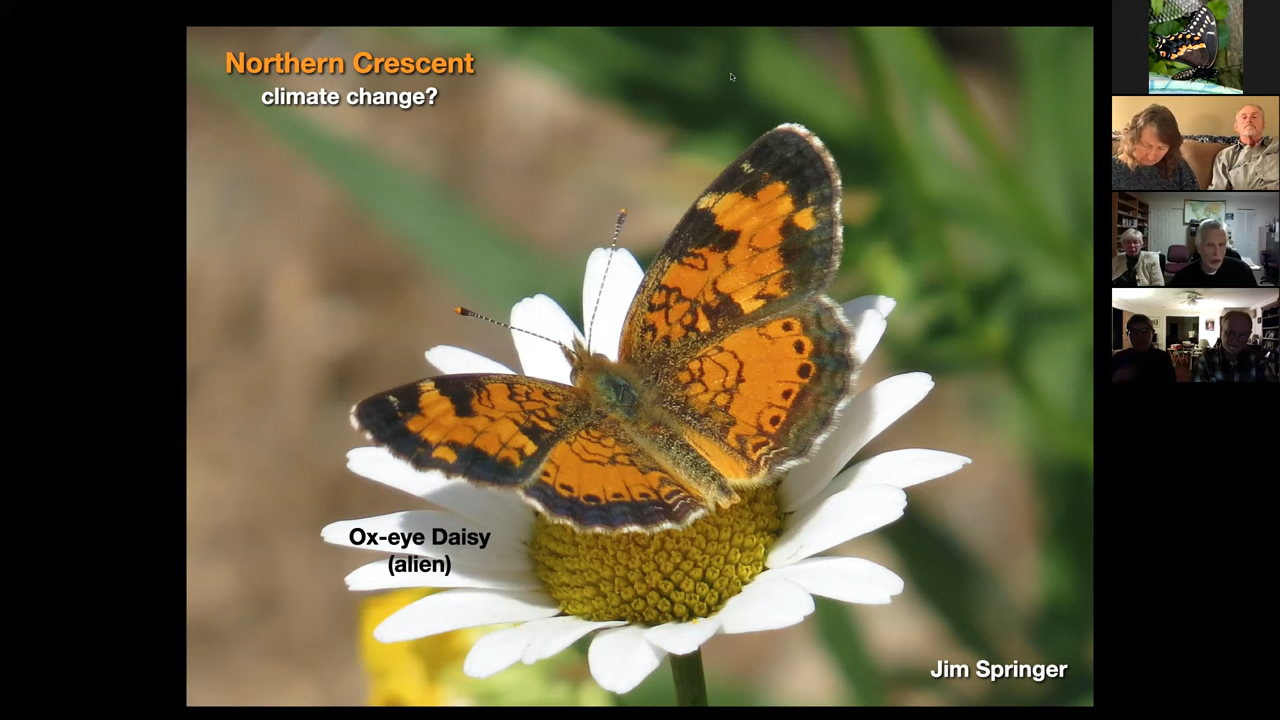 Northern Crescent
climate change?
Ox-eye Daisy
(alien)
Jim Springer